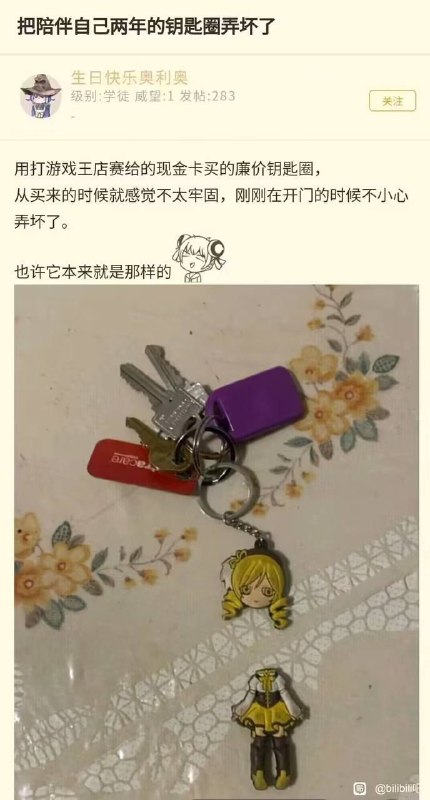 把陪伴自己两年的钥匙圈弄坏了
生日快乐奥利奥
级别:学徒 威望:1 发帖:283
关注
-
用打游戏王店赛给的现金卡买的廉价钥匙圈，
从买来的时候就感觉不太牢固，刚刚在开门的时候不小心
弄坏了。
也许它本来就是那样的
acare
@bilibili